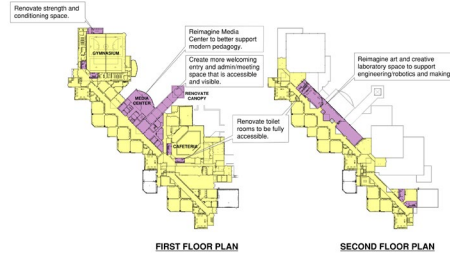 Renovate strength and
conditioning space.
GYMNASIUM
Reimagine Media
Center to better support
modern pedagogy.
Create more welcoming
entry and admin/meeting
space that is accessible
and visible.
MEDIA
CENTER
RENOVATE
CANOPY
Renovate toilet
rooms to be fully
accessible.
CAFETERIA
Reimagine art and creative
laboratory space to support
engineering/robotics and making
FIRST FLOOR PLAN
SECOND FLOOR PLAN